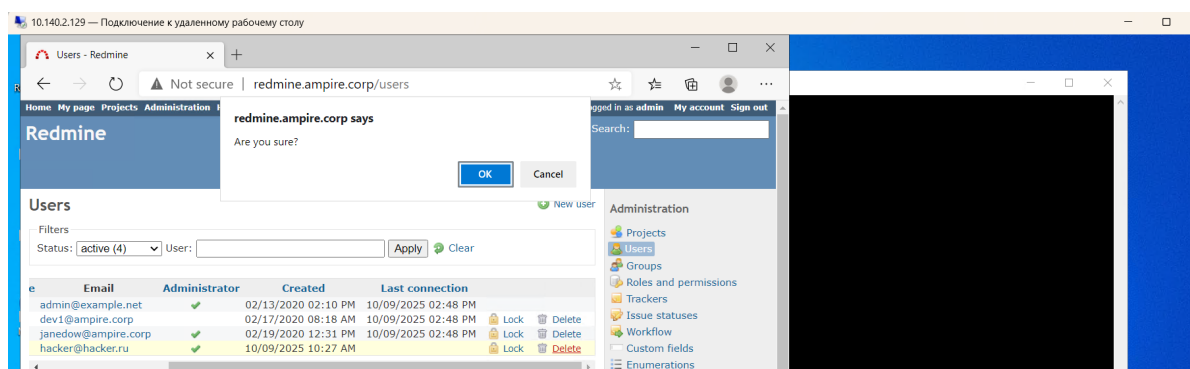 10.140.2.129 — Подключение к удаленному рабочему столу
Users - Redmine
Not secure | redmine.ampire.corp/users
Home My page Projects Administration
gged in as admin My account Sign out
redmine.ampire.corp says
Are you sure?
OK Cancel
Redmine
Search:
Users
New user
Filters
Status: active (4) User: Apply Clear
e Email Administrator Created Last connection
admin@example.net 02/13/2020 02:10 PM 10/09/2025 02:48 PM
dev1@ampire.corp 02/17/2020 08:18 AM 10/09/2025 02:48 PM Lock Delete
janedow@ampire.corp 02/19/2020 12:31 PM 10/09/2025 02:48 PM Lock Delete
hacker@hacker.ru 10/09/2025 10:27 AM Lock Delete
Administration
Projects
Users
Groups
Roles and permissions
Trackers
Issue statuses
Workflow
Custom fields
Enumerations